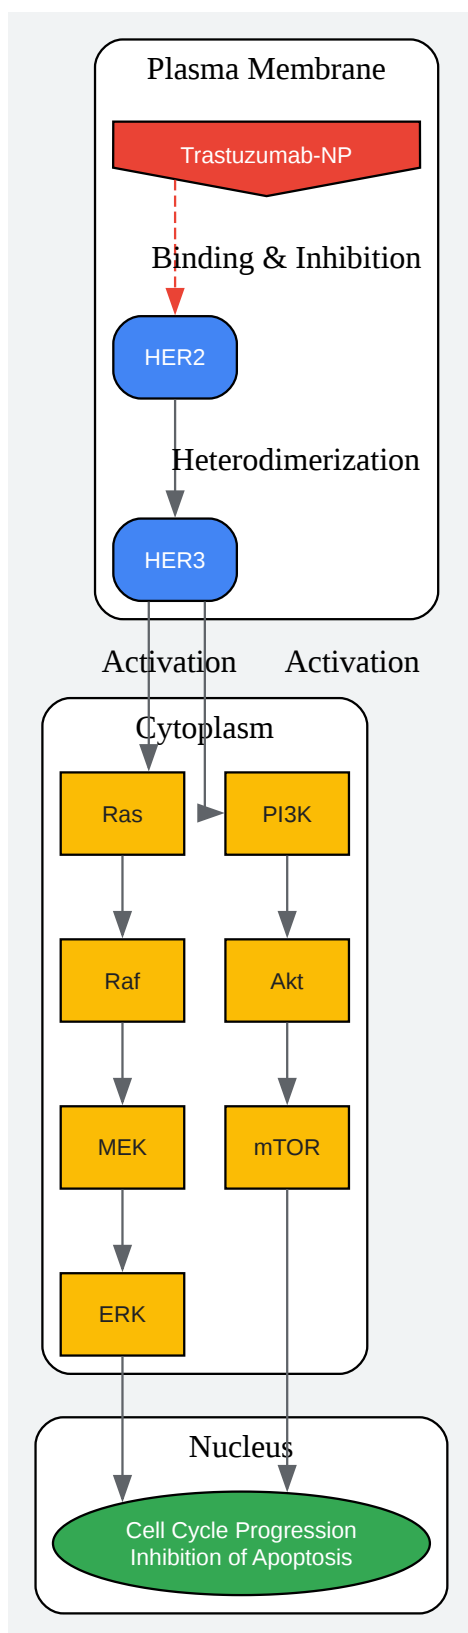 Plasma Membrane
Trastuzumab-NP
Binding & Inhibition
HER2
Heterodimerization
HER3
Activation
Activation
Cytoplasm
Ras
PI3K
Raf
Akt
MEK
mTOR
ERK
Nucleus
Cell Cycle Progression
Inhibition of Apoptosis